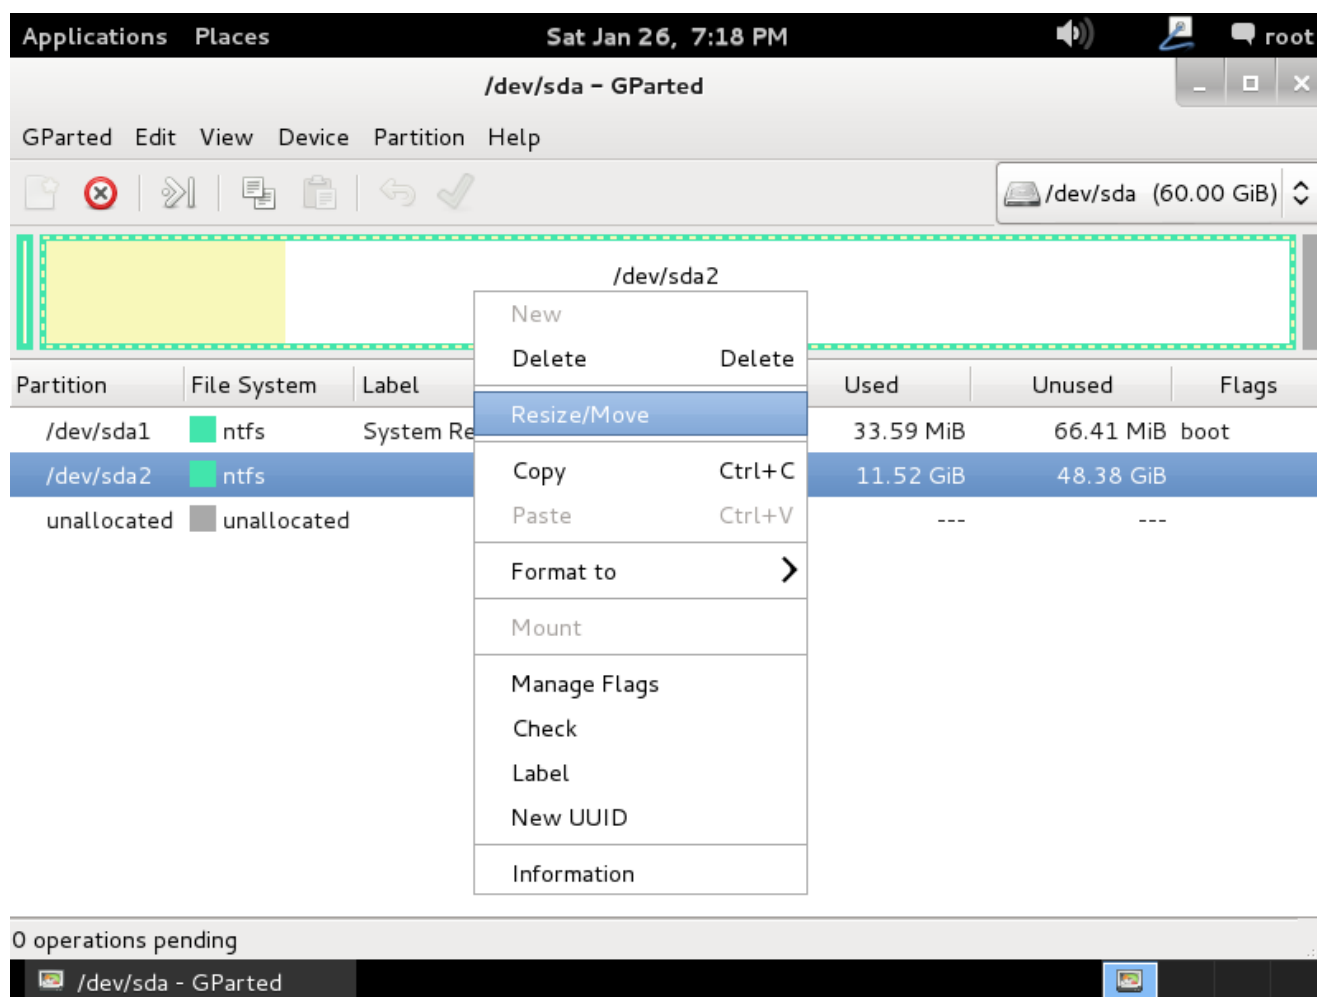 Applications Places Sat Jan 26, 7:18 PM root
/dev/sda – GParted
GParted Edit View Device Partition Help
/dev/sda (60.00 GiB)
/dev/sda2
Partition File System Label Used Unused Flags
/dev/sda1 ntfs System Re 33.59 MiB 66.41 MiB boot
/dev/sda2 ntfs 11.52 GiB 48.38 GiB
unallocated unallocated --- ---
New
Delete Delete
Resize/Move
Copy Ctrl+C
Paste Ctrl+V
Format to
Mount
Manage Flags
Check
Label
New UUID
Information
0 operations pending
/dev/sda - GParted